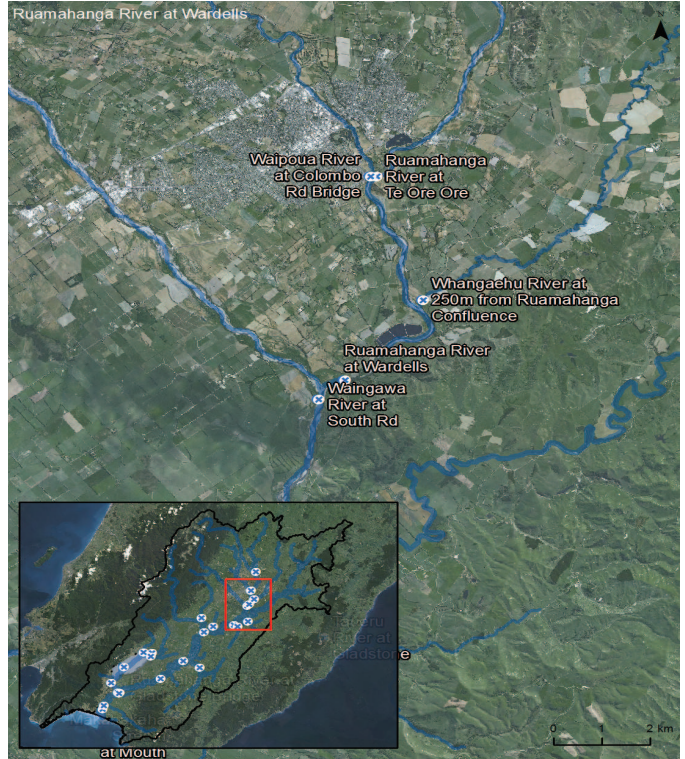 Ruamahanga River at Wardells
N
Waipoua River
at Colombo
Rd Bridge
Ruamahanga
River at
Te Ore Ore
Whangaehu River at
250m from Ruamahanga
Confluence
Ruamahanga River
at Wardells
Waingawa
River at
South Rd
River at
Gladstone
at Mouth
0 1 2 km